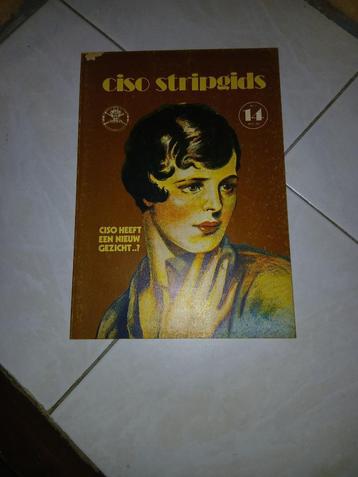 ciso stripgids
14
CISO HEEFT
EEN NIEUW
GEZICHT..?